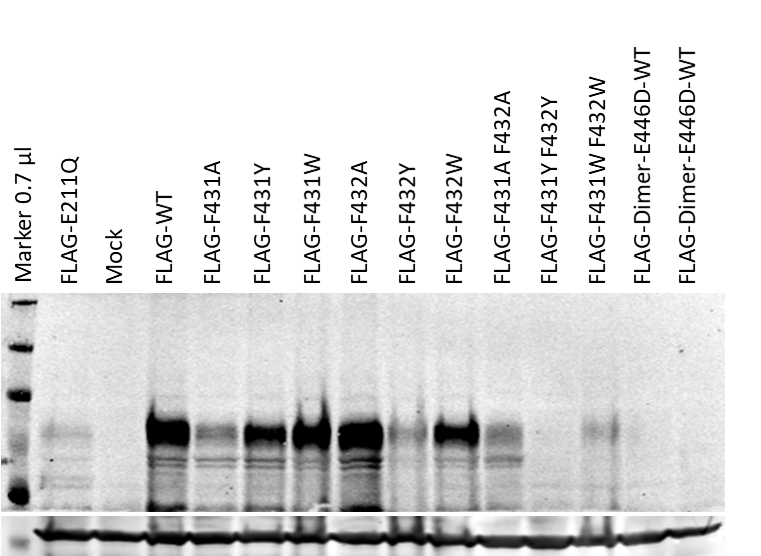 Marker 0.7 µl
FLAG-E211Q
Mock
FLAG-WT
FLAG-F431A
FLAG-F431Y
FLAG-F431W
FLAG-F432A
FLAG-F432Y
FLAG-F432W
FLAG-F431A F432A
FLAG-F431Y F432Y
FLAG-F431W F432W
FLAG-Dimer-E446D-WT
FLAG-Dimer-E446D-WT